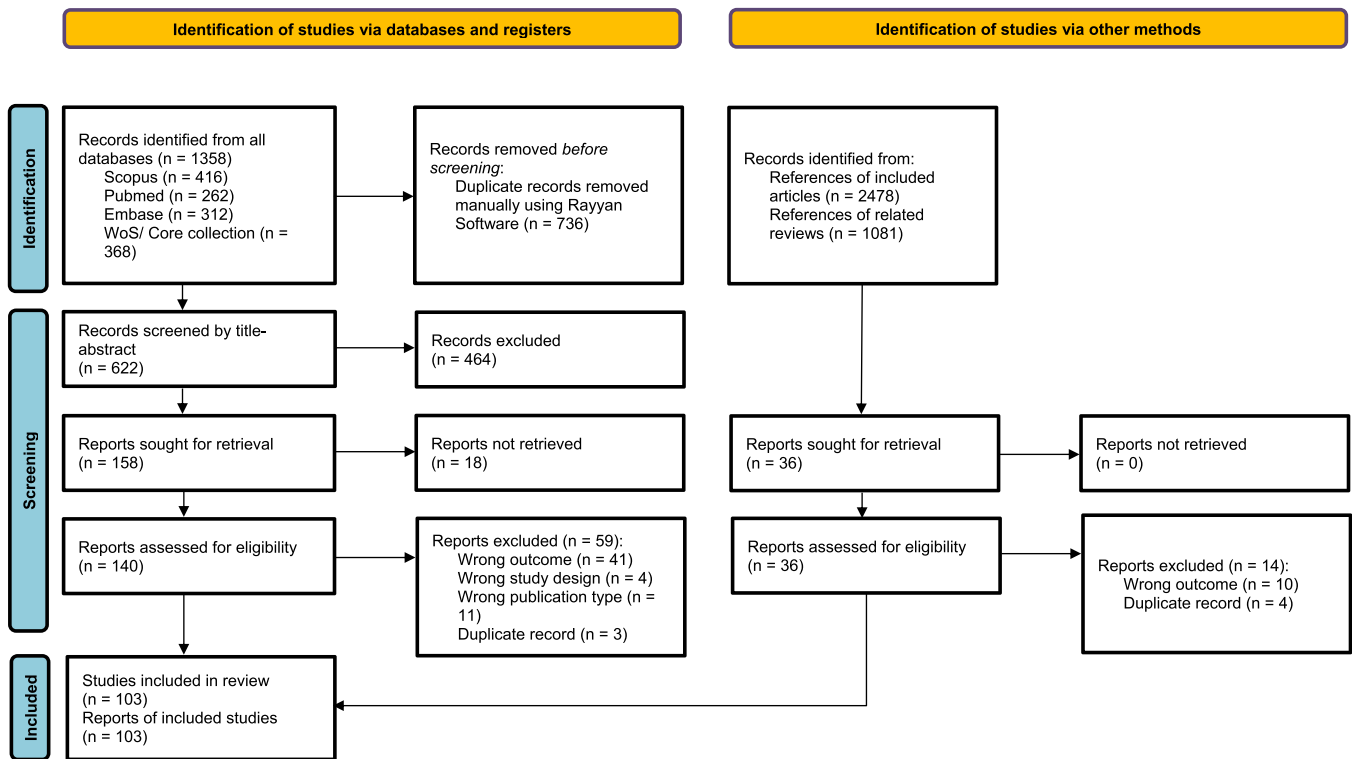 Identification of studies via databases and registers
Identification of studies via other methods
Identification
Records identified from all
databases (n = 1358)
Scopus (n = 416)
Pubmed (n = 262)
Embase (n = 312)
WoS/ Core collection (n =
368)
Records removed before
screening:
Duplicate records removed
manually using Rayyan
Software (n = 736)
Records identified from:
References of included
articles (n = 2478)
References of related
reviews (n = 1081)
Screening
Records screened by title-
abstract
(n = 622)
Records excluded
(n = 464)
Reports sought for retrieval
(n = 158)
Reports not retrieved
(n = 18)
Reports sought for retrieval
(n = 36)
Reports not retrieved
(n = 0)
Reports assessed for eligibility
(n = 140)
Reports excluded (n = 59):
Wrong outcome (n = 41)
Wrong study design (n = 4)
Wrong publication type (n =
11)
Duplicate record (n = 3)
Reports assessed for eligibility
(n = 36)
Reports excluded (n = 14):
Wrong outcome (n = 10)
Duplicate record (n = 4)
Included
Studies included in review
(n = 103)
Reports of included studies
(n = 103)